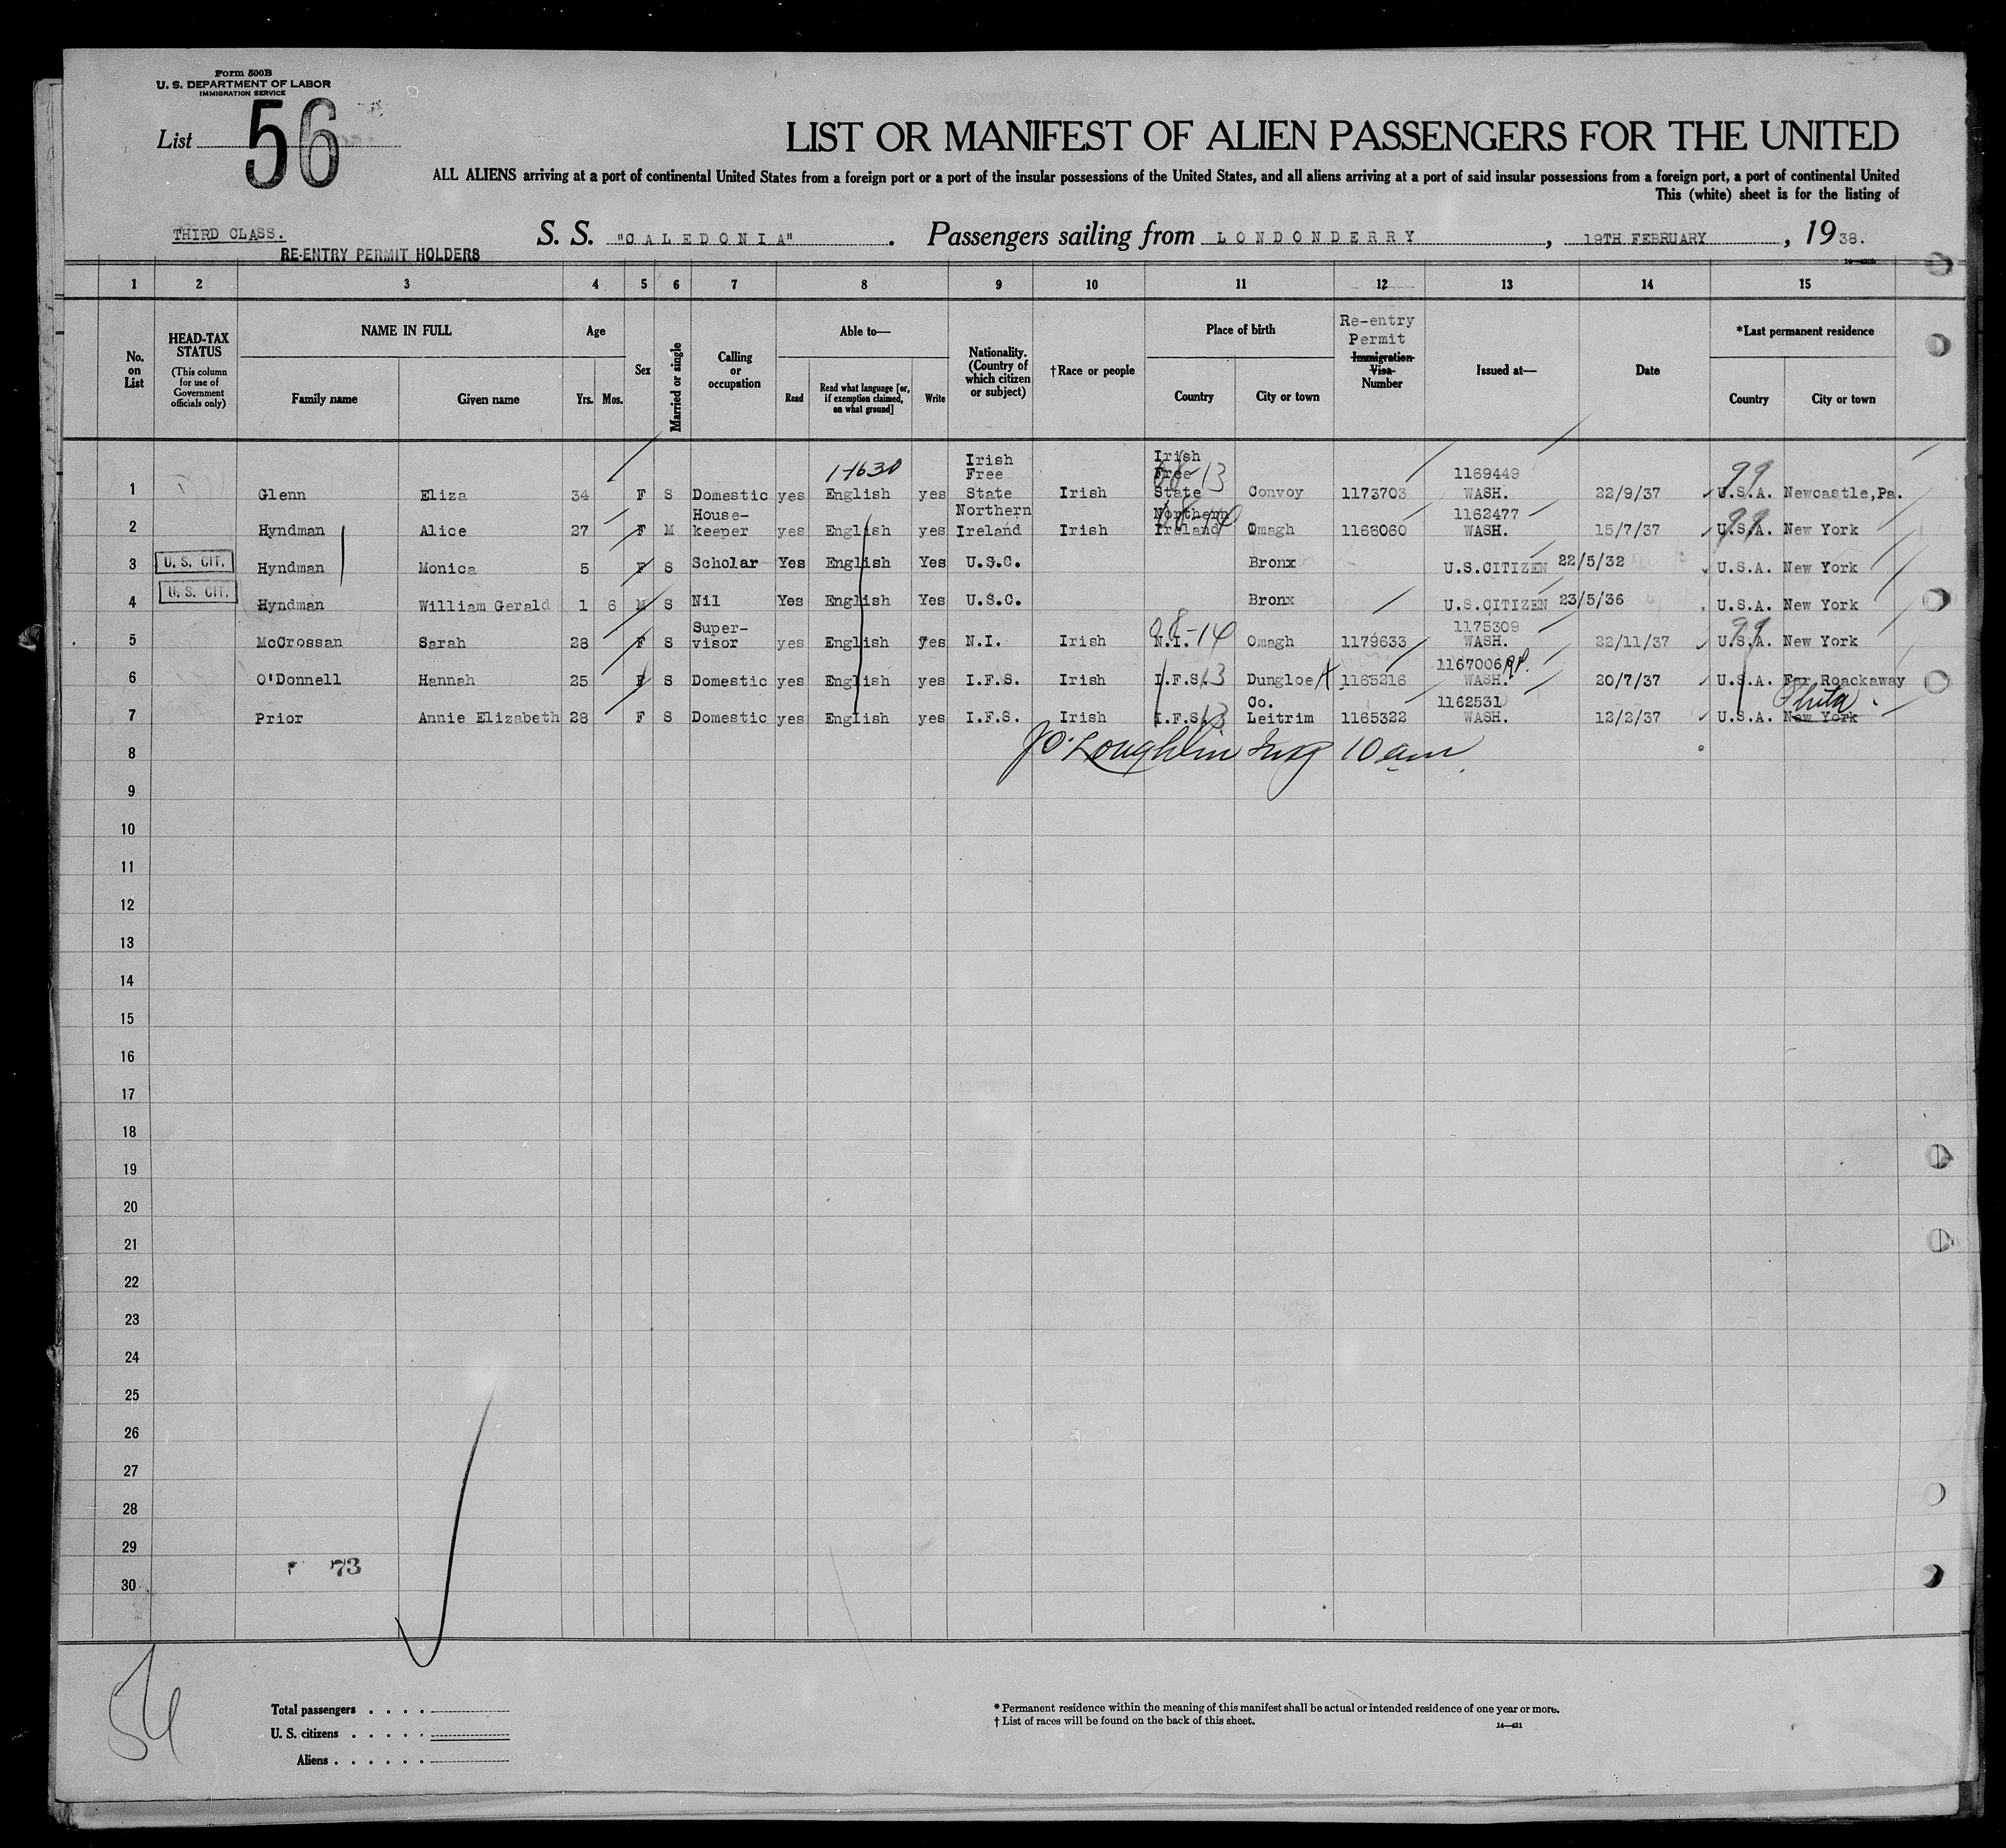 Form 500B
U. S. DEPARTMENT OF LABOR
IMMIGRATION SERVICE
List 56
LIST OR MANIFEST OF ALIEN PASSENGERS FOR THE UNITED
ALL ALIENS arriving at a port of continental United States from a foreign port or a port of the insular possessions of the United States, and all aliens arriving at a port of said insular possessions from a foreign port, a port of continental United
This (white) sheet is for the listing of
THIRD CLASS.
RE-ENTRY PERMIT HOLDERS
S. S. "CALEDONIA". Passengers sailing from LONDONDERRY, 19TH FEBRUARY, 1938.
1 2 3 4 5 6 7 8 9 10 11 12 13 14 15
No. on List
HEAD-TAX STATUS (This column for use of Government officials only)
NAME IN FULL
Family name Given name
Age
Yrs. Mos.
Sex
Married or single
Calling or occupation
Able to—
Read Read what language [or, if exemption claimed, on what ground] Write
Nationality. (Country of which citizen or subject)
†Race or people
Place of birth
Country City or town
Re-entry Permit
Immigration Visa Number
Issued at—
Date
*Last permanent residence
Country City or town
1 Glenn Eliza 34 F S Domestic yes English yes Irish Free State Irish Irish Free State Convoy 1173703 1169449 WASH. 22/9/37 U.S.A. Newcastle,Pa.
2 Hyndman Alice 27 F M House-keeper yes English yes Northern Ireland Irish Northern Ireland Omagh 1163060 1162477 WASH. 15/7/37 U.S.A. New York
3 U. S. CIT. Hyndman Monica 5 F S Scholar Yes English Yes U.S.C. Bronx U.S.CITIZEN 22/5/32 U.S.A. New York
4 U. S. CIT. Hyndman William Gerald 1 6 M S Nil Yes English Yes U.S.C. Bronx U.S.CITIZEN 23/5/36 U.S.A. New York
5 McCrossan Sarah 28 F S Super-visor yes English yes N.I. Irish N.I. Omagh 1179633 1175309 WASH. 22/11/37 U.S.A. New York
6 O'Donnell Hannah 25 F S Domestic yes English yes I.F.S. Irish I.F.S. Dungloe 1165216 1167006 WASH. 20/7/37 U.S.A. Far Roackaway
7 Prior Annie Elizabeth 28 F S Domestic yes English yes I.F.S. Irish I.F.S. Co. Leitrim 1165322 1162531 WASH. 12/2/37 U.S.A. New York Phila
8 JO'Loughlin Insp 10 am
9
10
11
12
13
14
15
16
17
18
19
20
21
22
23
24
25
26
27
28
29
73
30
Total passengers
U. S. citizens
Aliens
* Permanent residence within the meaning of this manifest shall be actual or intended residence of one year or more.
† List of races will be found on the back of this sheet.
14—431